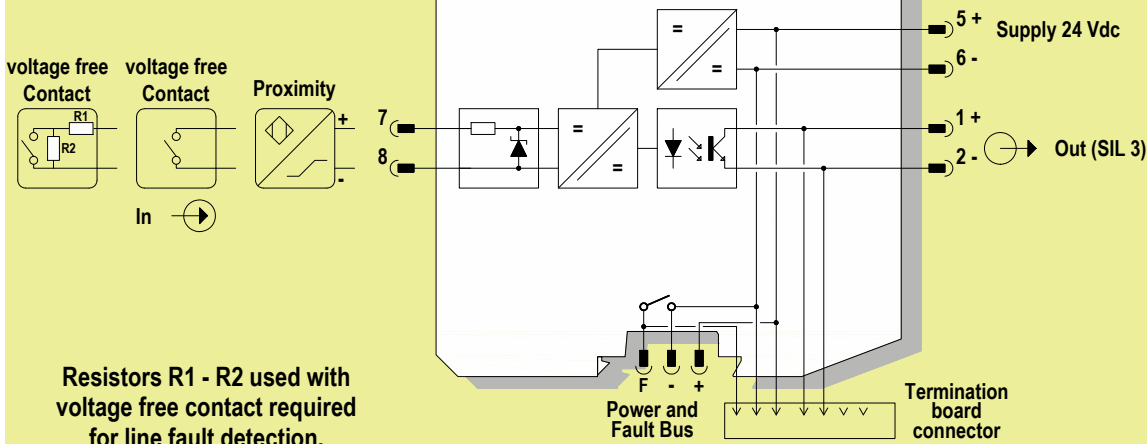 voltage free
Contact
R1
R2
voltage free
Contact
Proximity
+
-
In
7
8
=
=
=
=
5 +
6 -
Supply 24 Vdc
1 +
2 -
Out (SIL 3)
F - +
Power and
Fault Bus
Termination
board
connector
Resistors R1 - R2 used with
voltage free contact required
for line fault detection.